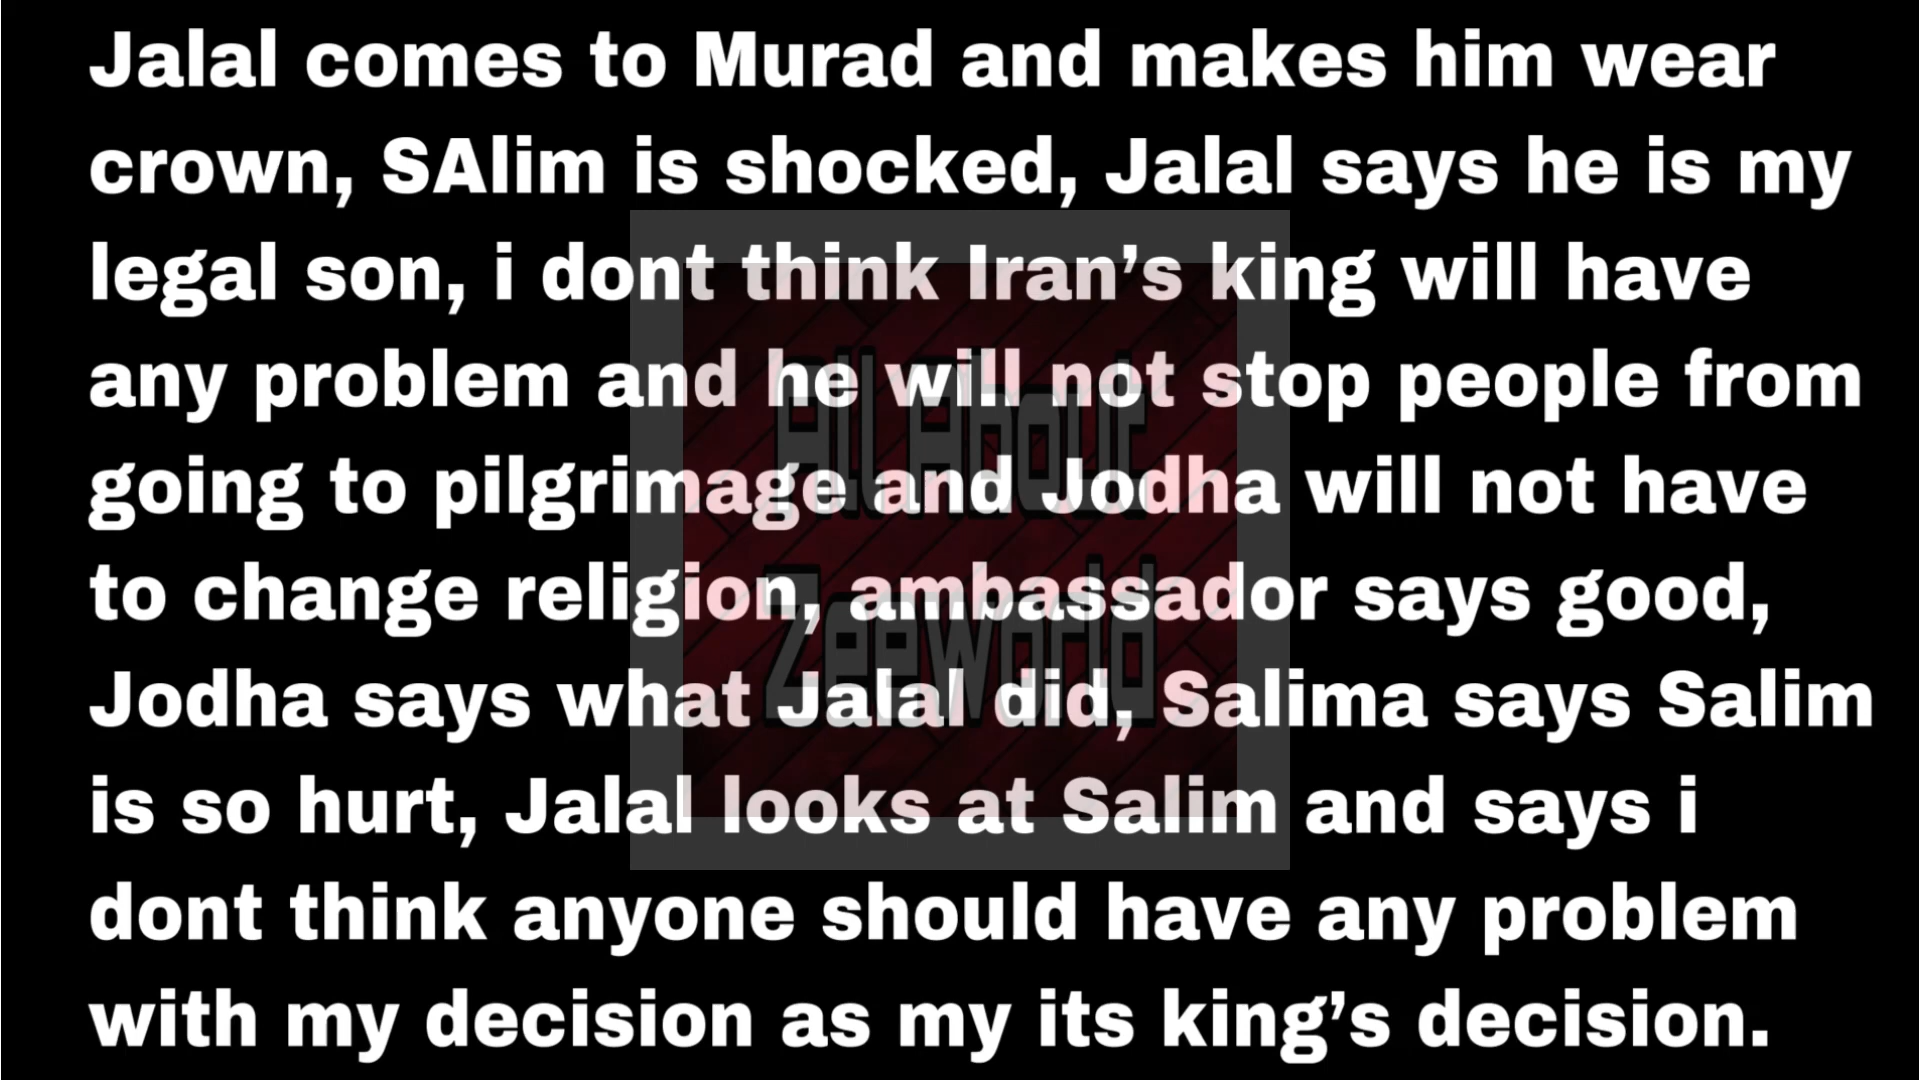 Jalal comes to Murad and makes him wear
crown, SAlim is shocked, Jalal says he is my
legal son, i dont think Iran’s king will have
any problem and he will not stop people from
going to pilgrimage and Jodha will not have
to change religion, ambassador says good,
Jodha says what Jalal did, Salima says Salim
is so hurt, Jalal looks at Salim and says i
dont think anyone should have any problem
with my decision as my its king’s decision.
All About
Zeeworld